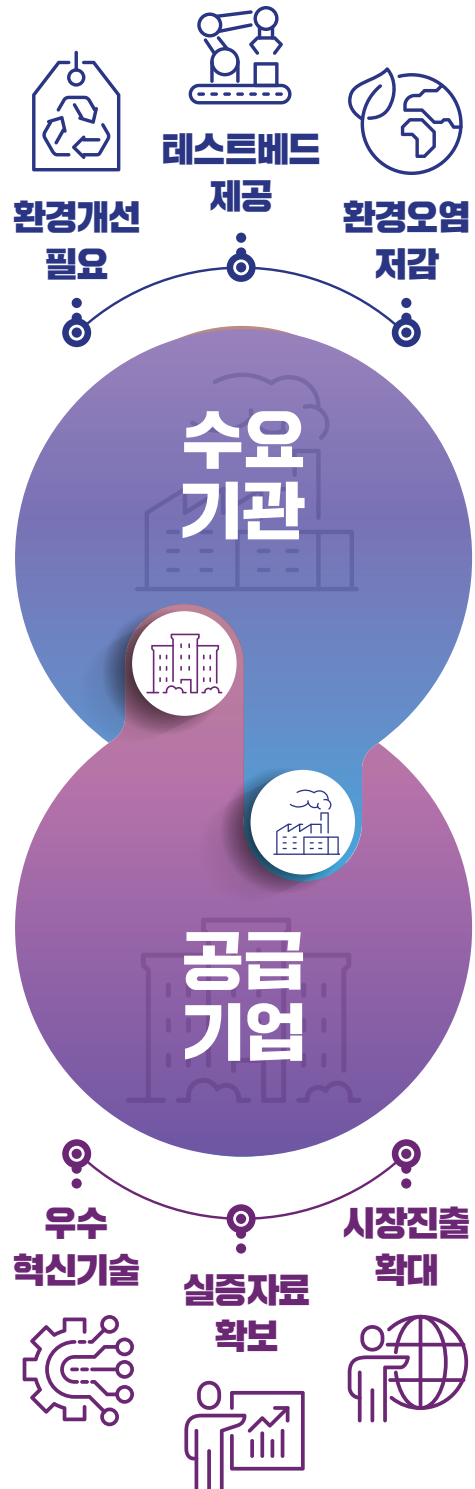 테스트베드
제공
환경개선
필요
환경오염
저감
수요
기관
공급
기업
우수
혁신기술
실증자료
확보
시장진출
확대